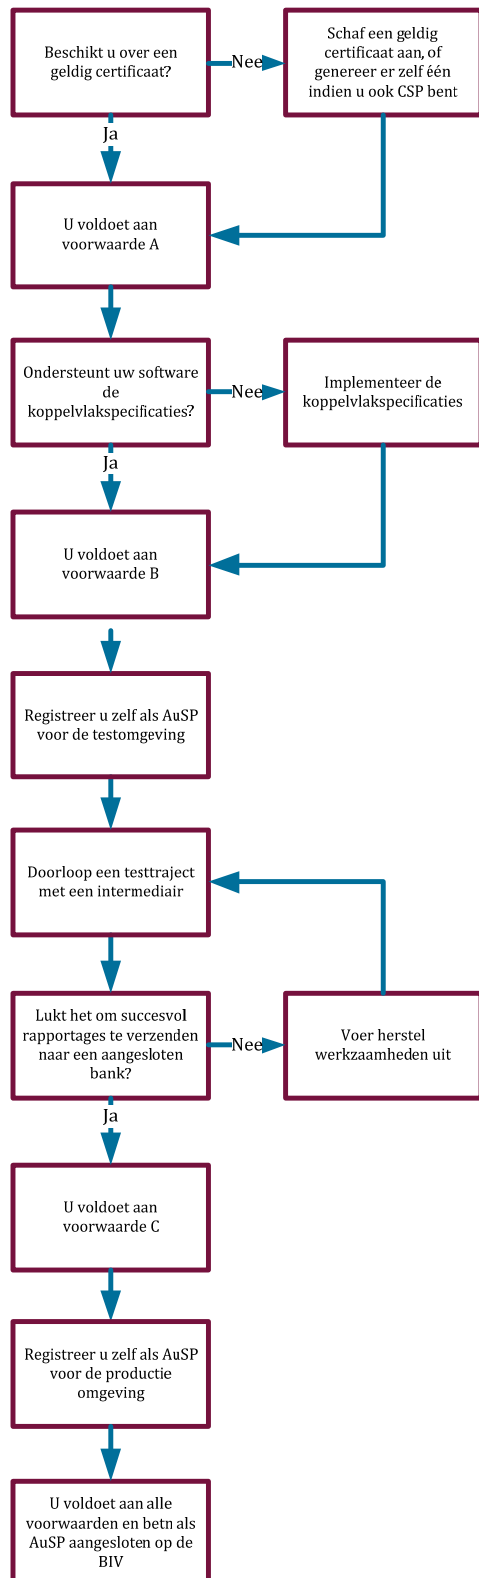 Beschikt u over een
geldig certificaat?
Nee
Schaf een geldig
certificaat aan, of
genereer er zelf één
indien u ook CSP bent
Ja
U voldoet aan
voorwaarde A
Ondersteunt uw software
de
koppelvlakspecificaties?
Nee
Implementeer de
koppelvlakspecificaties
Ja
U voldoet aan
voorwaarde B
Registreer u zelf als AuSP
voor de testomgeving
Doorloop een testtraject
met een intermediair
Lukt het om succesvol
rapportages te verzenden
naar een aangesloten
bank?
Nee
Voer herstel
werkzaamheden uit
Ja
U voldoet aan
voorwaarde C
Registreer u zelf als AuSP
voor de productie
omgeving
U voldoet aan alle
voorwaarden en betn als
AuSP aangesloten op de
BIV